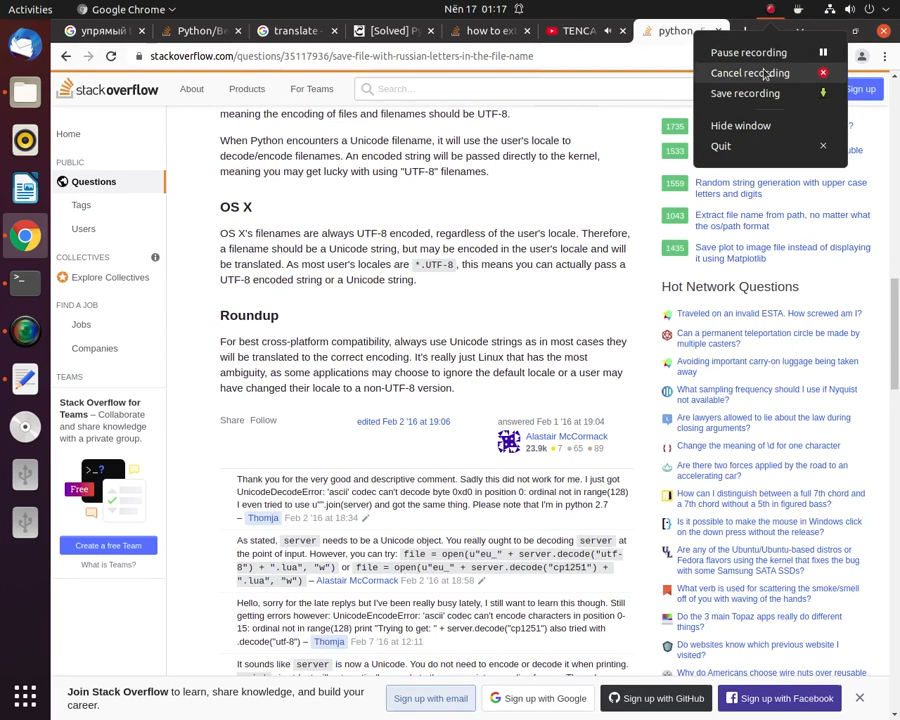 Activities
Google Chrome
Nën 17 01:17
упрямый
Python/Be
translate -
[Solved] Py
how to ext
TENCA
python
stackoverflow.com/questions/35117936/save-file-with-russian-letters-in-the-file-name
Pause recording
Cancel recording
Save recording
Hide window
Quit
stackoverflow
About
Products
For Teams
Search
Sign up
Home
PUBLIC
Questions
Tags
Users
COLLECTIVES
Explore Collectives
FIND A JOB
Jobs
Companies
TEAMS
Stack Overflow for
Teams – Collaborate
and share knowledge
with a private group.
Free
Create a free Team
What is Teams?
meaning the encoding of files and filenames should be UTF-8.
When Python encounters a Unicode filename, it will use the user's locale to
decode/encode filenames. An encoded string will be passed directly to the kernel,
meaning you may get lucky with using "UTF-8" filenames.
OS X
OS X's filenames are always UTF-8 encoded, regardless of the user's locale. Therefore,
a filename should be a Unicode string, but may be encoded in the user's locale and will
be translated. As most user's locales are *.UTF-8, this means you can actually pass a
UTF-8 encoded string or a Unicode string.
Roundup
For best cross-platform compatibility, always use Unicode strings as in most cases they
will be translated to the correct encoding. It's really just Linux that has the most
ambiguity, as some applications may choose to ignore the default locale or a user may
have changed their locale to a non-UTF-8 version.
Share Follow
edited Feb 2 '16 at 19:06
answered Feb 1 '16 at 19:04
Alastair McCormack
23.9k 7 65 89
Thank you for the very good and descriptive comment. Sadly this did not work for me. I just got
UnicodeDecodeError: 'ascii' codec can't decode byte 0xd0 in position 0: ordinal not in range(128)
I even tried to use u"".join(server) and got the same thing. Please note that I'm in python 2.7
– Thomja Feb 2 '16 at 18:34
As stated, server needs to be a Unicode object. You really ought to be decoding server at
the point of input. However, you can try: file = open(u"eu_" + server.decode("utf-
8") + ".lua", "w") or file = open(u"eu_" + server.decode("cp1251") +
".lua", "w") – Alastair McCormack Feb 2 '16 at 18:58
Hello, sorry for the late replys but I've been really busy lately, I still want to learn this though. Still
getting errors however: UnicodeEncodeError: 'ascii' codec can't encode characters in position 0-
15: ordinal not in range(128) print "Trying to get: " + server.decode("cp1251") also tried with
.decode("utf-8") – Thomja Feb 7 '16 at 12:11
It sounds like server is now a Unicode. You do not need to encode or decode it when printing.
1735
1533
1559
Random string generation with upper case
letters and digits
1043
Extract file name from path, no matter what
the os/path format
1435
Save plot to image file instead of displaying
it using Matplotlib
Hot Network Questions
Traveled on an invalid ESTA. How screwed am I?
Can a permanent teleportation circle be made by
multiple casters?
Avoiding important carry-on luggage being taken
away
What sampling frequency should I use if Nyquist
not available?
Are lawyers allowed to lie about the law during
closing arguments?
Change the meaning of \d for one character
Are there two forces applied by the road to an
accelerating car?
How can I distinguish between a full 7th chord and
a 7th chord without a 5th in figured bass?
Is it possible to make the mouse in Windows click
on the down press without the release?
Are any of the Ubuntu/Ubuntu-based distros or
Fedora flavors using the kernel that fixes the bug
with some Samsung SATA SSDs?
What verb is used for scattering the smoke/smell
off of you with waving of the hands?
Do the 3 main Topaz apps really do different
things?
Do websites know which previous website I
visited?
Why do Americans choose wire nuts over reusable
Join Stack Overflow to learn, share knowledge, and build your
career.
Sign up with email
Sign up with Google
Sign up with GitHub
Sign up with Facebook